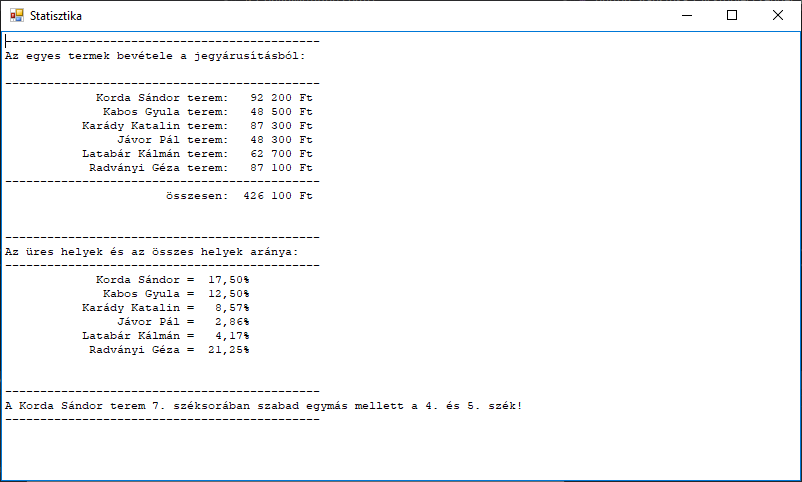 Statisztika
---------------------------------------------
Az egyes termek bevétele a jegyárusításból:
---------------------------------------------
Korda Sándor terem: 92 200 Ft
Kabos Gyula terem: 48 500 Ft
Karády Katalin terem: 87 300 Ft
Jávor Pál terem: 48 300 Ft
Latabár Kálmán terem: 62 700 Ft
Radványi Géza terem: 87 100 Ft
---------------------------------------------
összesen: 426 100 Ft
---------------------------------------------
Az üres helyek és az összes helyek aránya:
---------------------------------------------
Korda Sándor = 17,50%
Kabos Gyula = 12,50%
Karády Katalin = 8,57%
Jávor Pál = 2,86%
Latabár Kálmán = 4,17%
Radványi Géza = 21,25%
---------------------------------------------
A Korda Sándor terem 7. széksorában szabad egymás mellett a 4. és 5. szék!
---------------------------------------------